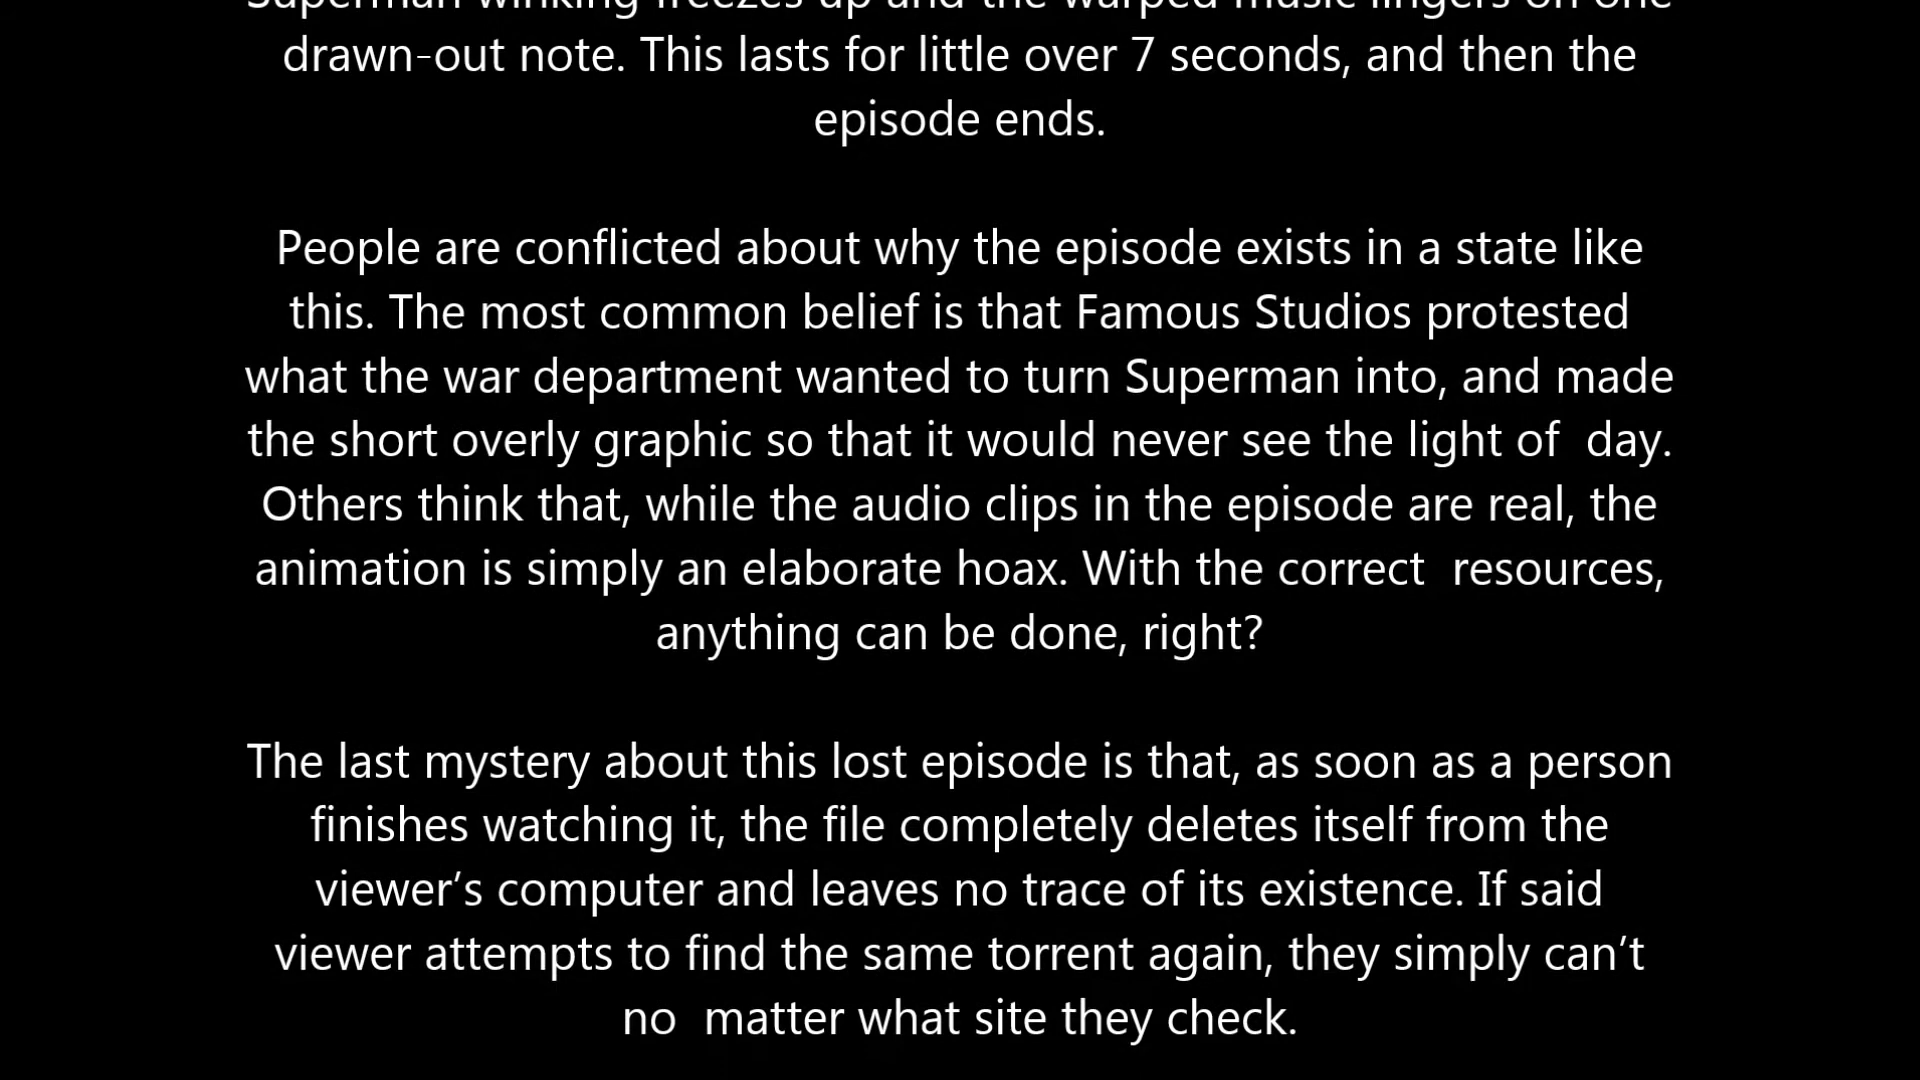 Superman winking freezes up and the warped music lingers on one
drawn-out note. This lasts for little over 7 seconds, and then the
episode ends.
People are conflicted about why the episode exists in a state like
this. The most common belief is that Famous Studios protested
what the war department wanted to turn Superman into, and made
the short overly graphic so that it would never see the light of  day.
Others think that, while the audio clips in the episode are real, the
animation is simply an elaborate hoax. With the correct  resources,
anything can be done, right?
The last mystery about this lost episode is that, as soon as a person
finishes watching it, the file completely deletes itself from the
viewer’s computer and leaves no trace of its existence. If said
viewer attempts to find the same torrent again, they simply can’t
no  matter what site they check.